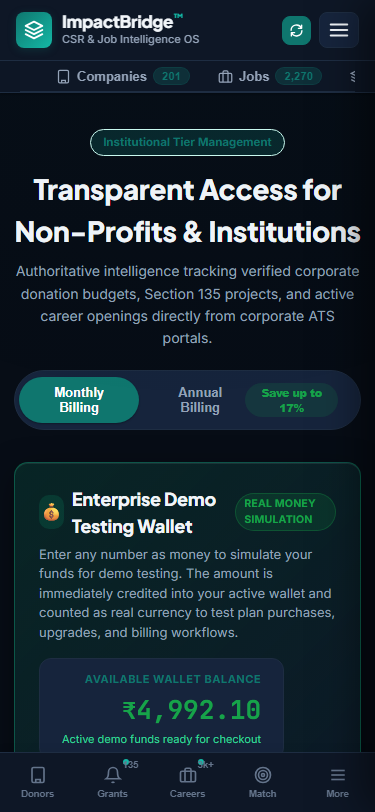 ImpactBridge™
CSR & Job Intelligence OS
Companies 201 Jobs 2,270
Institutional Tier Management
Transparent Access for
Non-Profits & Institutions
Authoritative intelligence tracking verified corporate
donation budgets, Section 135 projects, and active
career openings directly from corporate ATS
portals.
Monthly
Billing
Annual
Billing
Save up to
17%
Enterprise Demo
Testing Wallet
REAL MONEY
SIMULATION
Enter any number as money to simulate your
funds for demo testing. The amount is
immediately credited into your active wallet and
counted as real currency to test plan purchases,
upgrades, and billing workflows.
AVAILABLE WALLET BALANCE
₹4,992.10
Active demo funds ready for checkout
135 5k+
Donors Grants Careers Match More